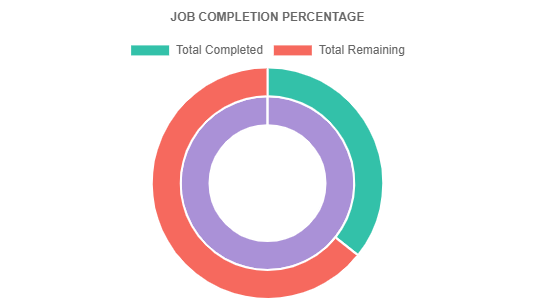 JOB COMPLETION PERCENTAGE
Total Completed Total Remaining